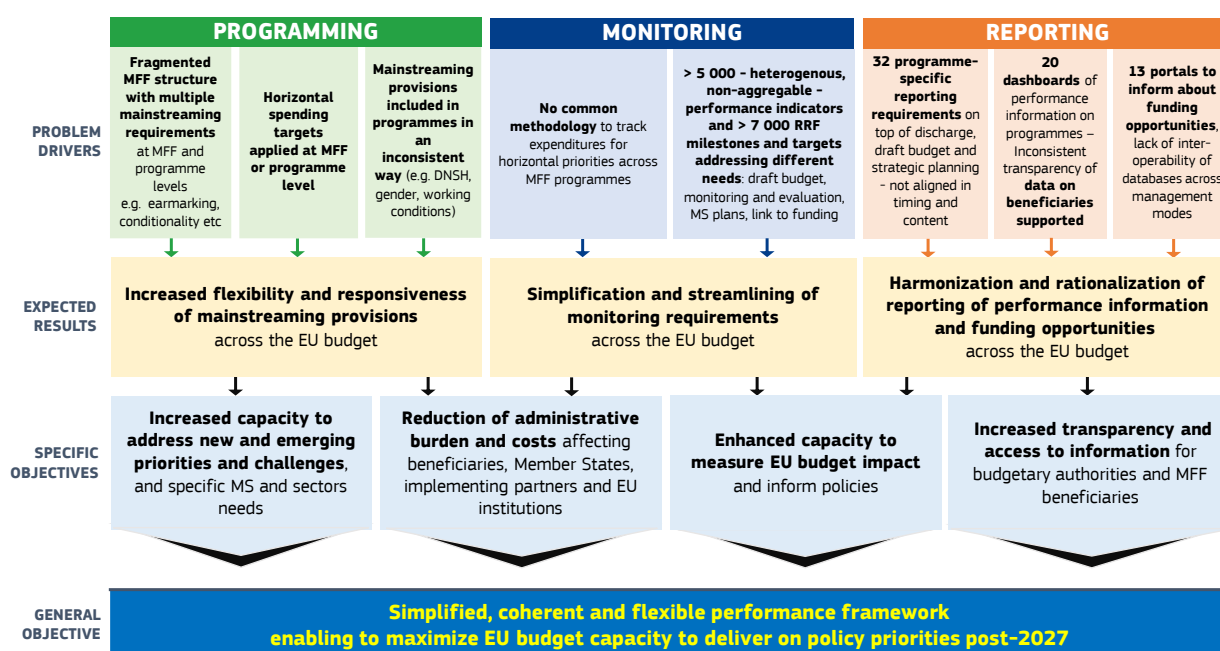 PROGRAMMING
MONITORING
REPORTING
PROBLEM
DRIVERS
Fragmented
MFF structure
with multiple
mainstreaming
requirements
at MFF and
programme
levels
e.g. earmarking,
conditionality etc
Horizontal
spending
targets
applied at MFF
or programme
level
Mainstreaming
provisions
included in
programmes in
an
inconsistent
way (e.g. DNSH,
gender, working
conditions)
No common
methodology to track
expenditures for
horizontal priorities across
MFF programmes
> 5 000 - heterogenous,
non-aggregable -
performance indicators
and > 7 000 RRF
milestones and targets
addressing different
needs: draft budget,
monitoring and evaluation,
MS plans, link to funding
32 programme-
specific
reporting
requirements on
top of discharge,
draft budget and
strategic planning
- not aligned in
timing and
content
20
dashboards of
performance
information on
programmes –
Inconsistent
transparency of
data on
beneficiaries
supported
13 portals to
inform about
funding
opportunities,
lack of inter-
operability of
databases across
management
modes
EXPECTED
RESULTS
Increased flexibility and responsiveness
of mainstreaming provisions
across the EU budget
Simplification and streamlining of
monitoring requirements
across the EU budget
Harmonization and rationalization of
reporting of performance information
and funding opportunities
across the EU budget
SPECIFIC
OBJECTIVES
Increased capacity to
address new and emerging
priorities and challenges,
and specific MS and sectors
needs
Reduction of administrative
burden and costs affecting
beneficiaries, Member States,
implementing partners and EU
institutions
Enhanced capacity to
measure EU budget impact
and inform policies
Increased transparency and
access to information for
budgetary authorities and MFF
beneficiaries
GENERAL
OBJECTIVE
Simplified, coherent and flexible performance framework
enabling to maximize EU budget capacity to deliver on policy priorities post-2027